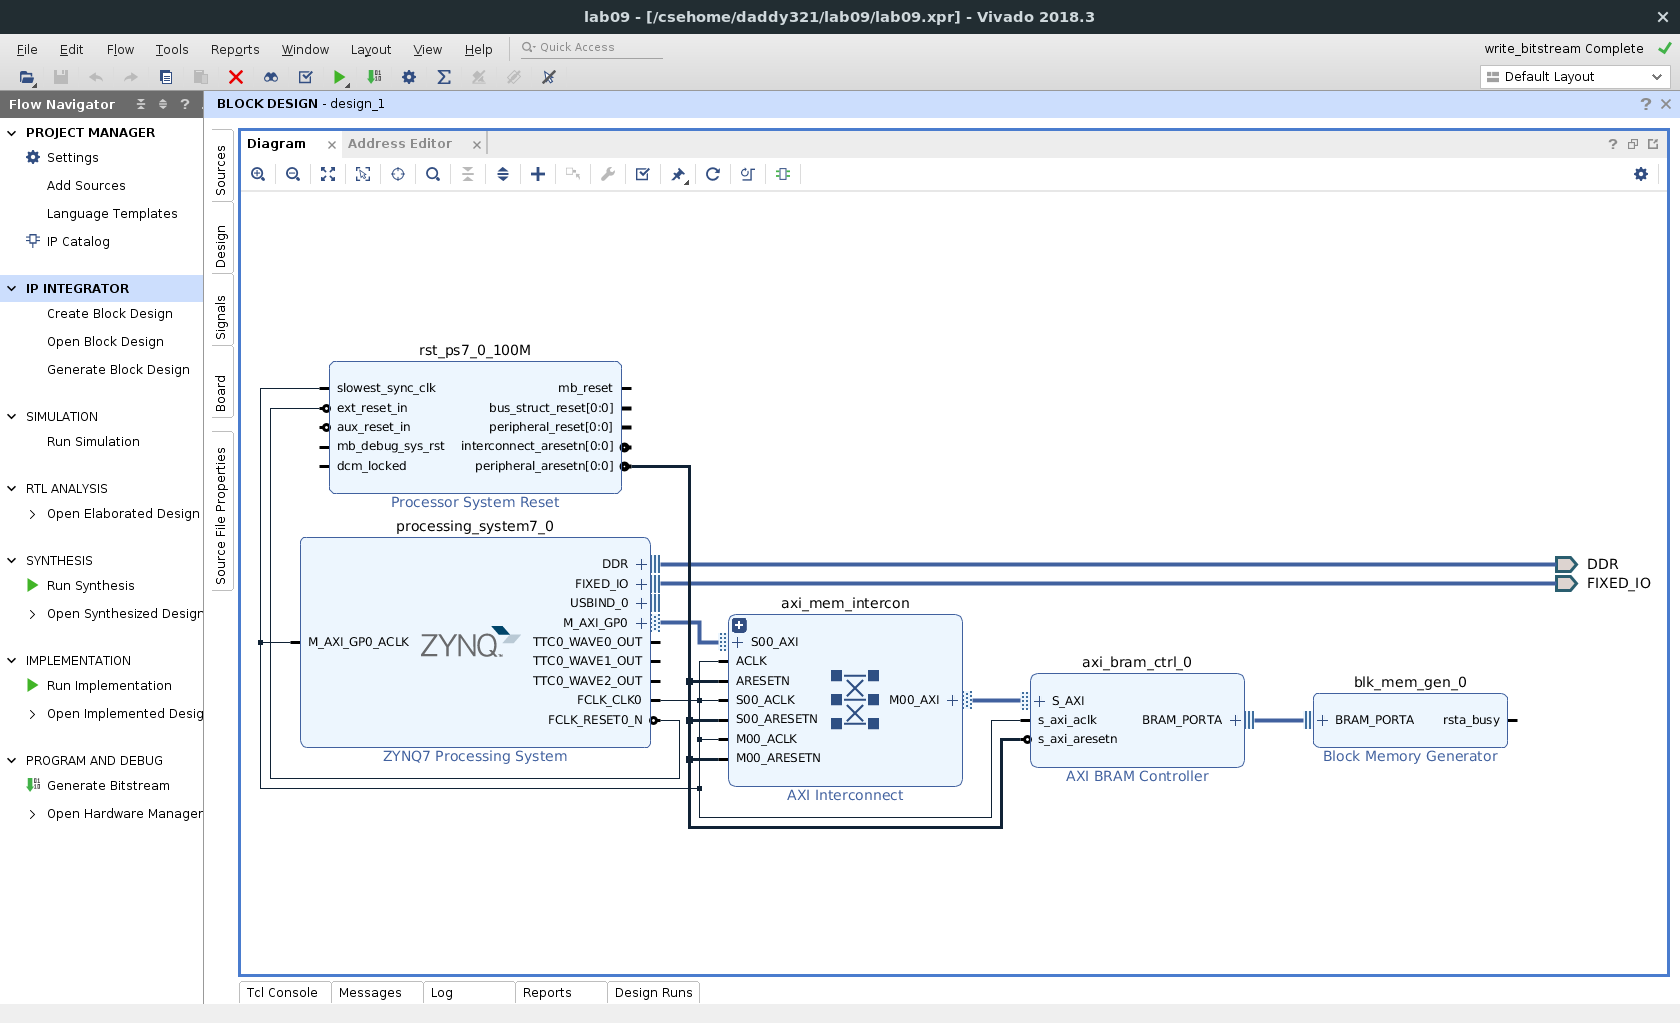 lab09 - [/csehome/daddy321/lab09/lab09.xpr] - Vivado 2018.3
File Edit Flow Tools Reports Window Layout View Help Quick Access
write_bitstream Complete
Default Layout
Flow Navigator
PROJECT MANAGER
Settings
Add Sources
Language Templates
IP Catalog
IP INTEGRATOR
Create Block Design
Open Block Design
Generate Block Design
SIMULATION
Run Simulation
RTL ANALYSIS
Open Elaborated Design
SYNTHESIS
Run Synthesis
Open Synthesized Design
IMPLEMENTATION
Run Implementation
Open Implemented Desig
PROGRAM AND DEBUG
Generate Bitstream
Open Hardware Manager
BLOCK DESIGN - design_1
Sources
Design
Signals
Board
Source File Properties
Diagram
Address Editor
rst_ps7_0_100M
slowest_sync_clk
ext_reset_in
aux_reset_in
mb_debug_sys_rst
dcm_locked
mb_reset
bus_struct_reset[0:0]
peripheral_reset[0:0]
interconnect_aresetn[0:0]
peripheral_aresetn[0:0]
Processor System Reset
processing_system7_0
M_AXI_GP0_ACLK
ZYNQ
DDR
FIXED_IO
USBIND_0
M_AXI_GP0
TTC0_WAVE0_OUT
TTC0_WAVE1_OUT
TTC0_WAVE2_OUT
FCLK_CLK0
FCLK_RESET0_N
ZYNQ7 Processing System
axi_mem_intercon
S00_AXI
ACLK
ARESETN
S00_ACLK
S00_ARESETN
M00_ACLK
M00_ARESETN
M00_AXI
AXI Interconnect
axi_bram_ctrl_0
S_AXI
s_axi_aclk
s_axi_aresetn
BRAM_PORTA
AXI BRAM Controller
blk_mem_gen_0
BRAM_PORTA
rsta_busy
Block Memory Generator
DDR
FIXED_IO
Tcl Console
Messages
Log
Reports
Design Runs